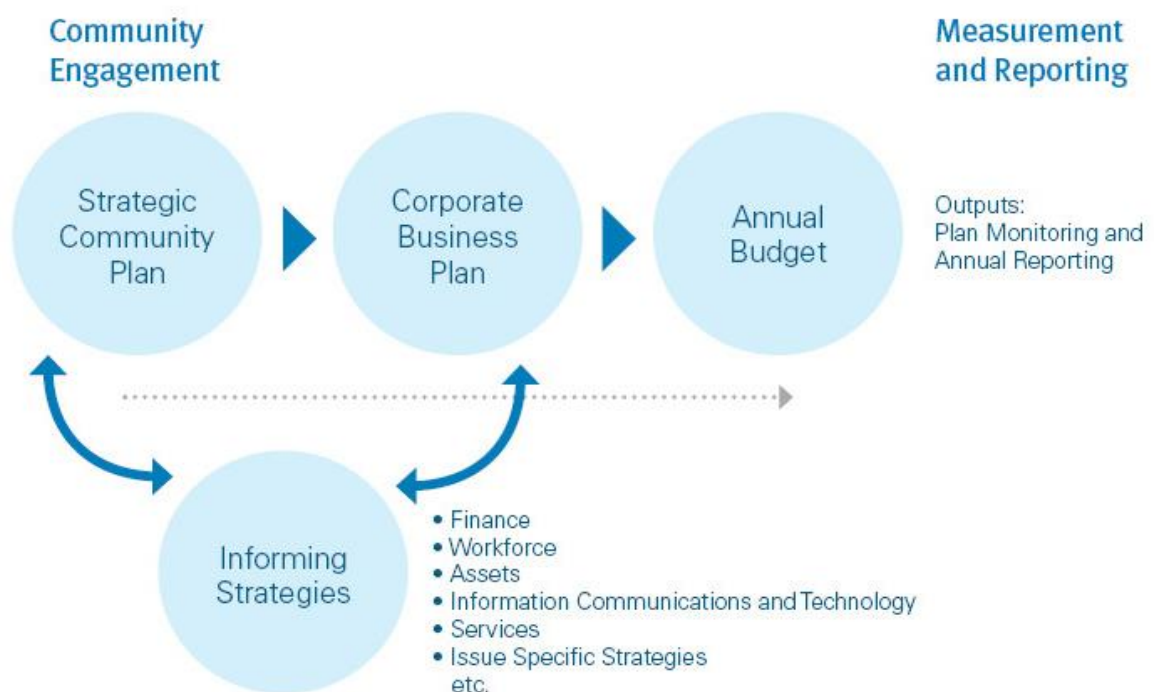 Community
Engagement
Measurement
and Reporting
Strategic
Community
Plan
Corporate
Business
Plan
Annual
Budget
Outputs:
Plan Monitoring and
Annual Reporting
Informing
Strategies
• Finance
• Workforce
• Assets
• Information Communications and Technology
• Services
• Issue Specific Strategies
etc.